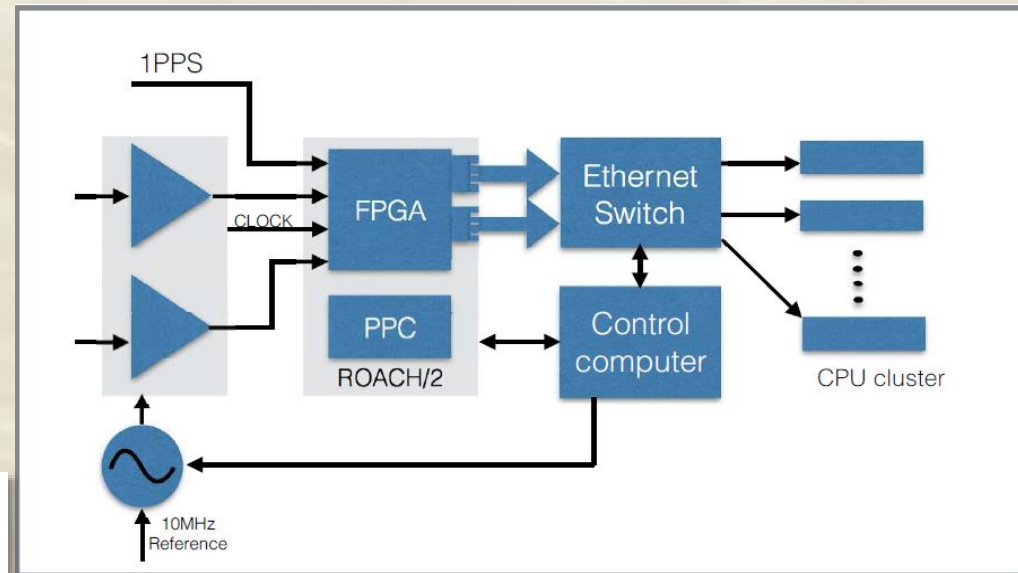 1PPS
CLOCK
FPGA
PPC
ROACH/2
Ethernet
Switch
Control
computer
CPU cluster
10MHz
Reference